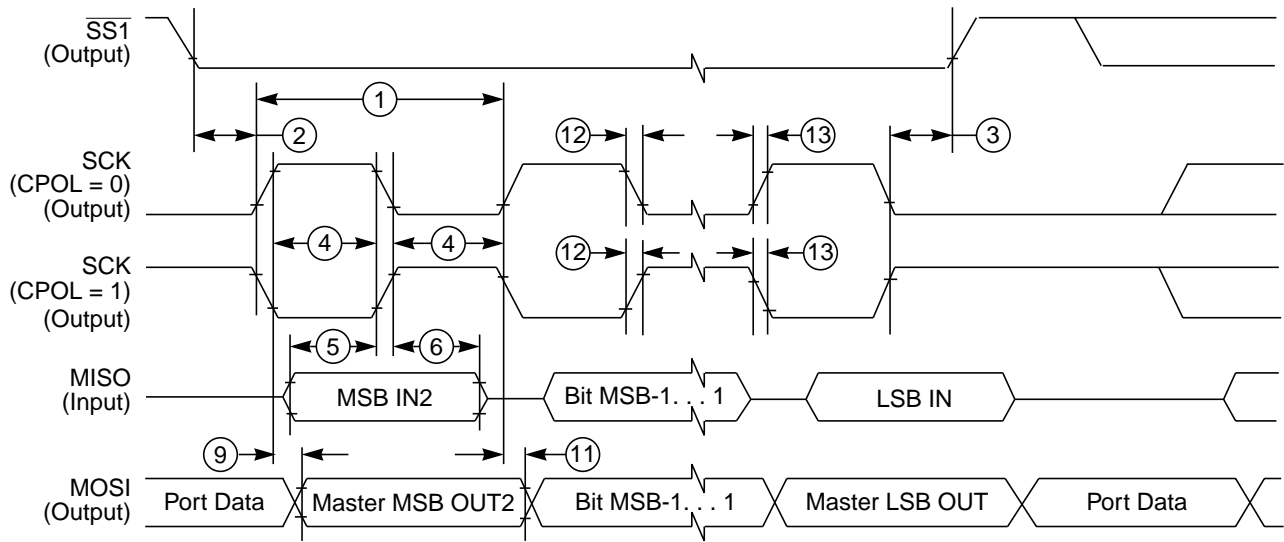 SS1
(Output)
1
2
12
13
3
SCK
(CPOL = 0)
(Output)
4
4
SCK
(CPOL = 1)
(Output)
12
13
5
6
MISO
(Input)
MSB IN2
Bit MSB-1. . . 1
LSB IN
9
11
MOSI
(Output)
Port Data
Master MSB OUT2
Bit MSB-1. . . 1
Master LSB OUT
Port Data